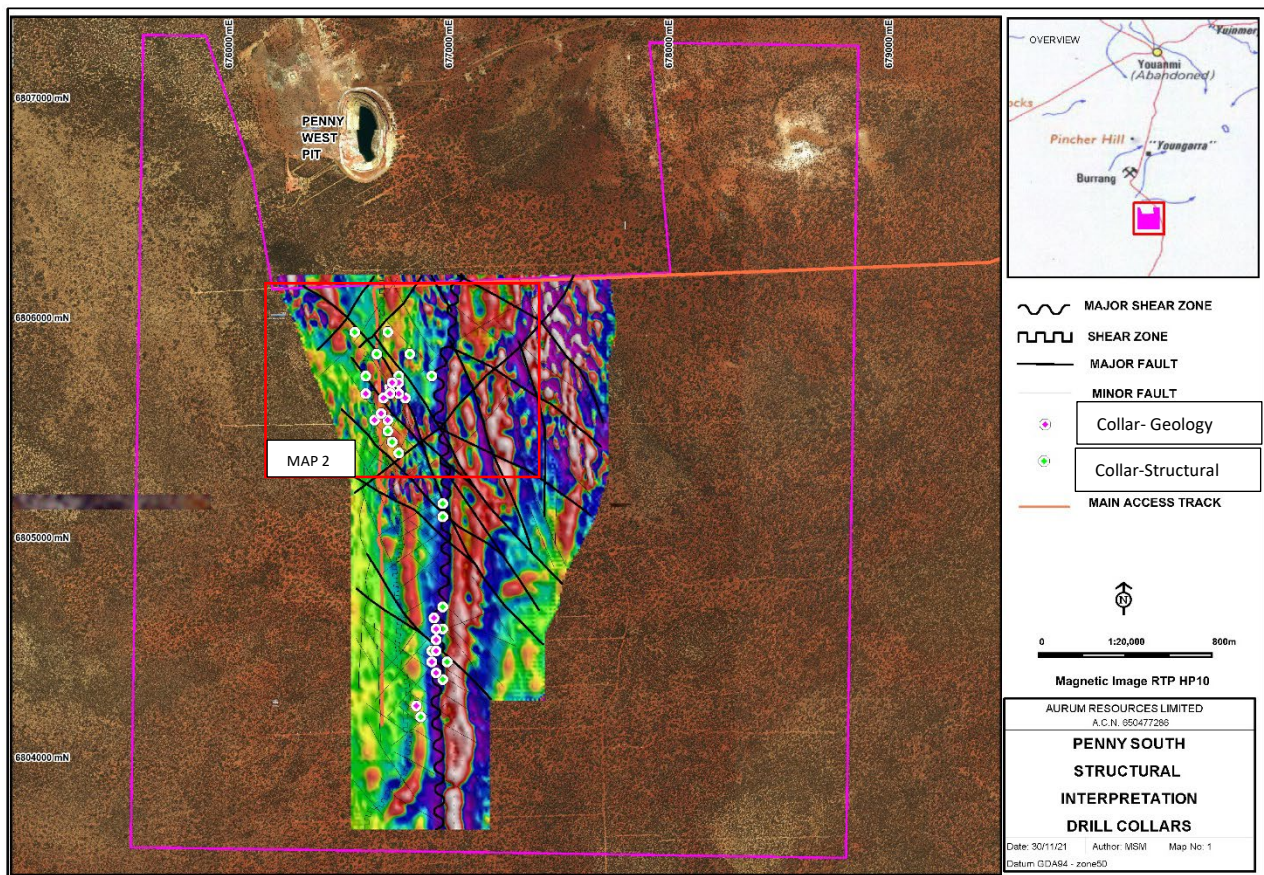 676000 mE
677000 mE
678000 mE
679000 mE
6807000 mN
6806000 mN
6805000 mN
6804000 mN
PENNY
WEST
PIT
MAP 2
OVERVIEW
Youanmi
(Abandoned)
ocks
Pincher Hill
"Youngarra"
Burrang
MAJOR SHEAR ZONE
SHEAR ZONE
MAJOR FAULT
MINOR FAULT
Collar- Geology
Collar-Structural
MAIN ACCESS TRACK
N
0 1:20,000 800m
Magnetic Image RTP HP10
AURUM RESOURCES LIMITED
A.C.N. 650477286
PENNY SOUTH
STRUCTURAL
INTERPRETATION
DRILL COLLARS
Date: 30/11/21 Author: MSM Map No: 1
Datum GDA94 - zone50